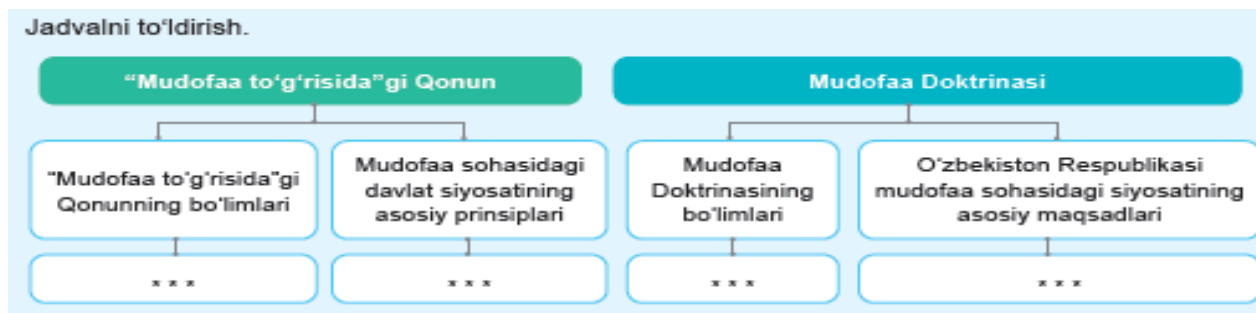 Jadvalni to‘ldirish.
“Mudofaa to‘g‘risida”gi Qonun
Mudofaa Doktrinasi
“Mudofaa to‘g‘risida”gi
Qonunning bo‘limlari
Mudofaa sohasidagi
davlat siyosatining
asosiy prinsiplari
Mudofaa
Doktrinasining
bo‘limlari
O‘zbekiston Respublikasi
mudofaa sohasidagi siyosatining
asosiy maqsadlari
* * *
* * *
* * *
* * *